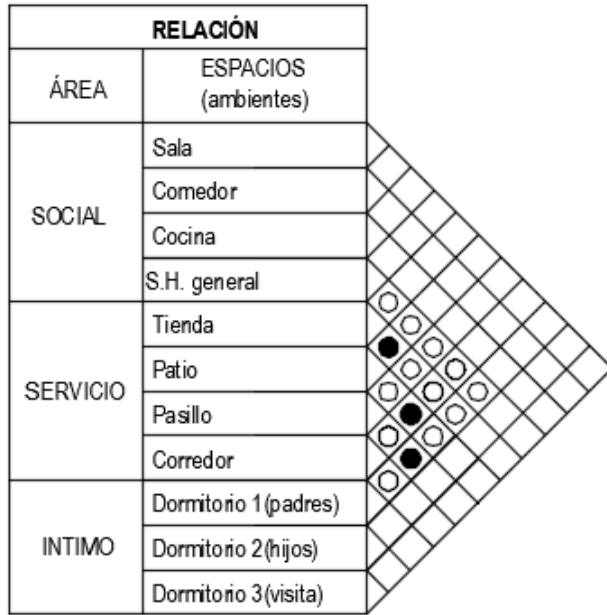 RELACIÓN
ÁREA
ESPACIOS
(ambientes)
SOCIAL
Sala
Comedor
Cocina
S.H. general
SERVICIO
Tienda
Patio
Pasillo
Corredor
INTIMO
Dormitorio 1(padres)
Dormitorio 2(hijos)
Dormitorio 3(visita)